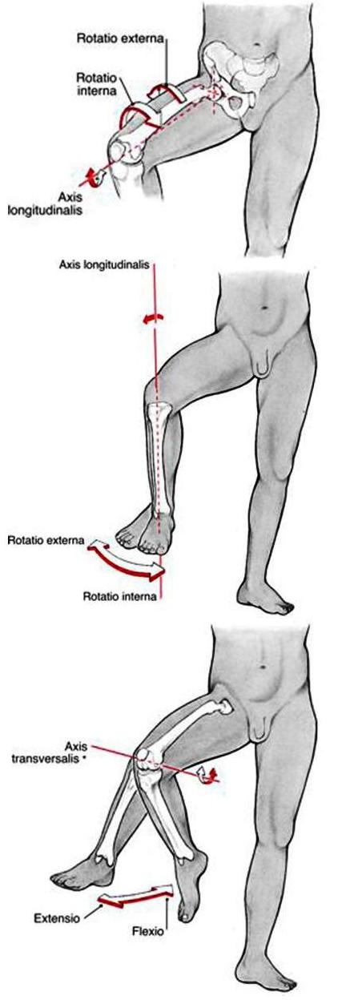 Rotatio externa
Rotatio
interna
Axis
longitudinalis
Axis longitudinalis
Rotatio externa
Rotatio interna
Axis
transversalis *
Extensio
Flexio